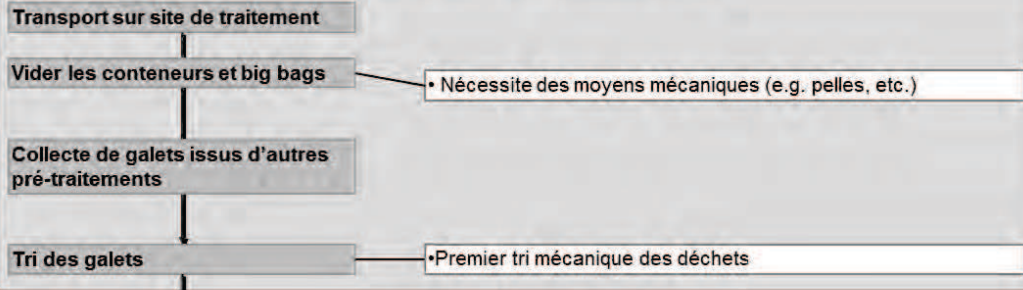 Transport sur site de traitement
Vider les conteneurs et big bags
• Nécessite des moyens mécaniques (e.g. pelles, etc.)
Collecte de galets issus d'autres
pré-traitements
Tri des galets
•Premier tri mécanique des déchets